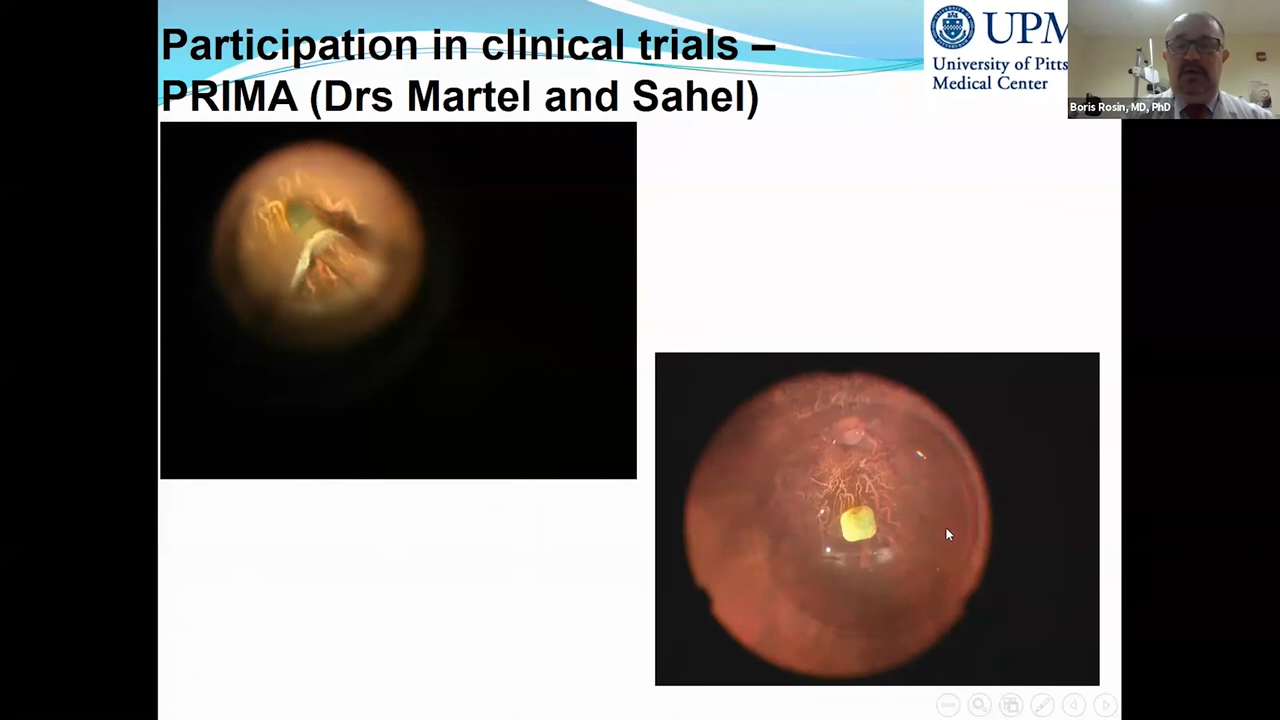 Participation in clinical trials –
PRIMA (Drs Martel and Sahel)
UPM
University of Pitts
Medical Center
Boris Rosin, MD, PhD